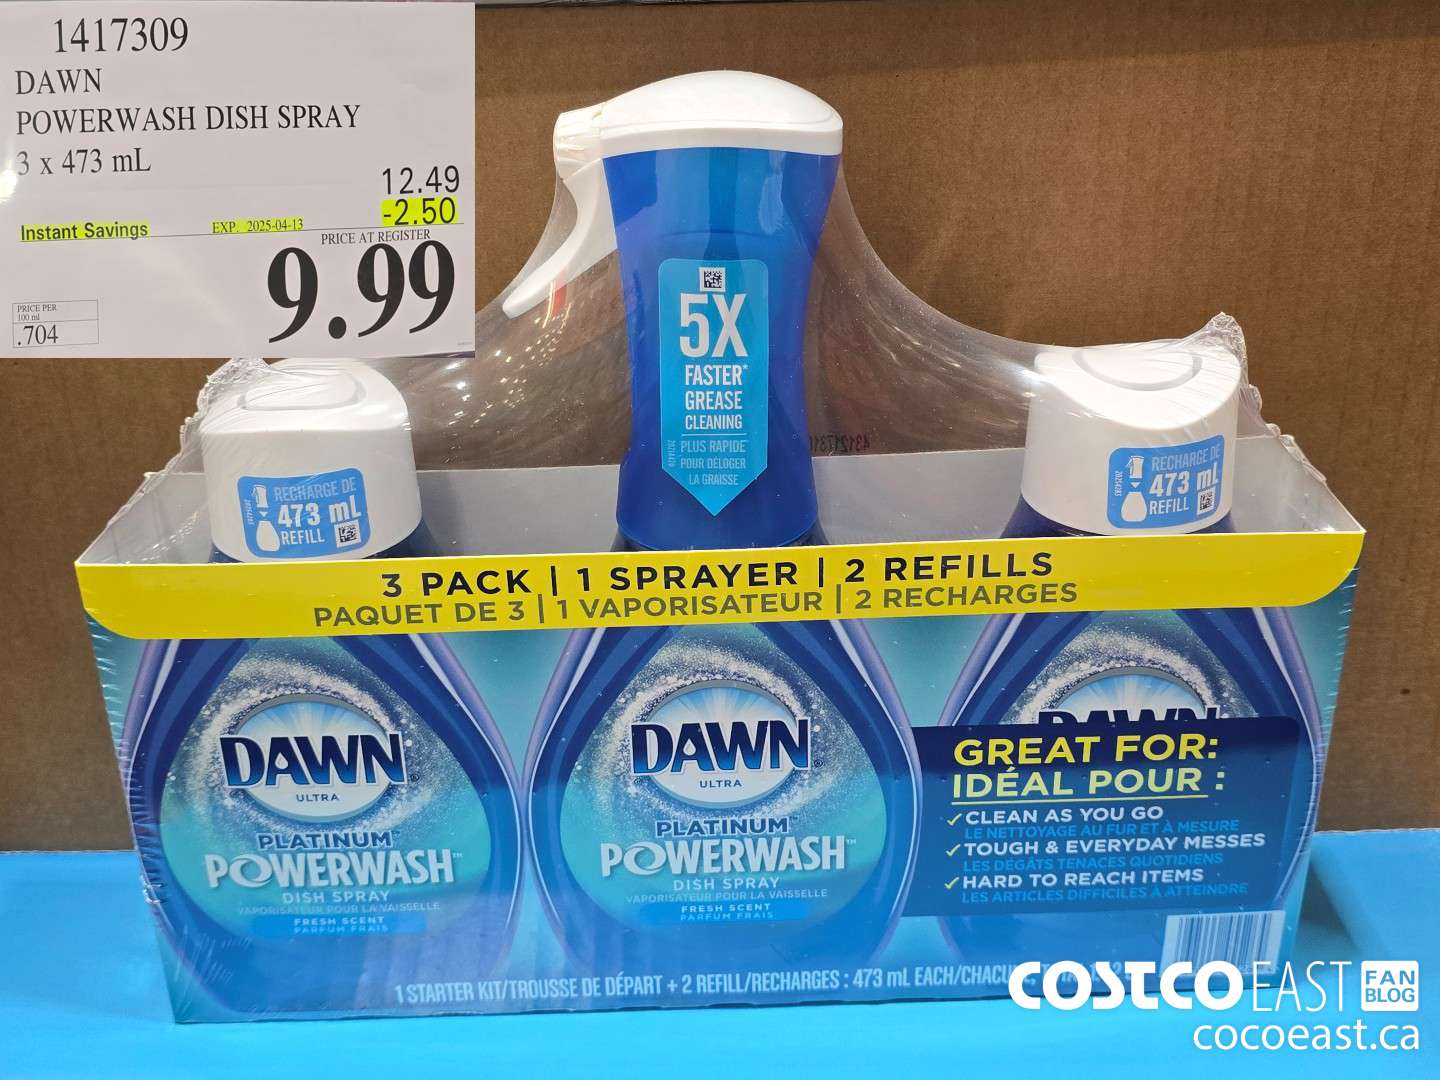 1417309
DAWN
POWERWASH DISH SPRAY
3 x 473 mL
12.49
-2.50
Instant Savings
EXP. 2025-04-13
PRICE AT REGISTER
9.99
PRICE PER
100 ml
.704
5X
FASTER*
GREASE
CLEANING
PLUS RAPIDE
POUR DÉLOGER
LA GRAISSE
RECHARGE DE
473 mL
REFILL
RECHARGE DE
473 mL
REFILL
3 PACK | 1 SPRAYER | 2 REFILLS
PAQUET DE 3 | 1 VAPORISATEUR | 2 RECHARGES
DAWN
ULTRA
PLATINUM™
POWERWASH™
DISH SPRAY
VAPORISATEUR POUR LA VAISSELLE
FRESH SCENT
PARFUM FRAIS
DAWN
ULTRA
PLATINUM™
POWERWASH™
DISH SPRAY
VAPORISATEUR POUR LA VAISSELLE
FRESH SCENT
PARFUM FRAIS
DAWN
GREAT FOR:
IDÉAL POUR :
✓CLEAN AS YOU GO
LE NETTOYAGE AU FUR ET À MESURE
✓TOUGH & EVERYDAY MESSES
LES DÉGÂTS TENACES QUOTIDIENS
✓HARD TO REACH ITEMS
LES ARTICLES DIFFICILES À ATTEINDRE
1 STARTER KIT/TROUSSE DE DÉPART + 2 REFILL/RECHARGES : 473 mL EACH/CHACUN
COSTCO EAST FAN BLOG
cocoeast.ca